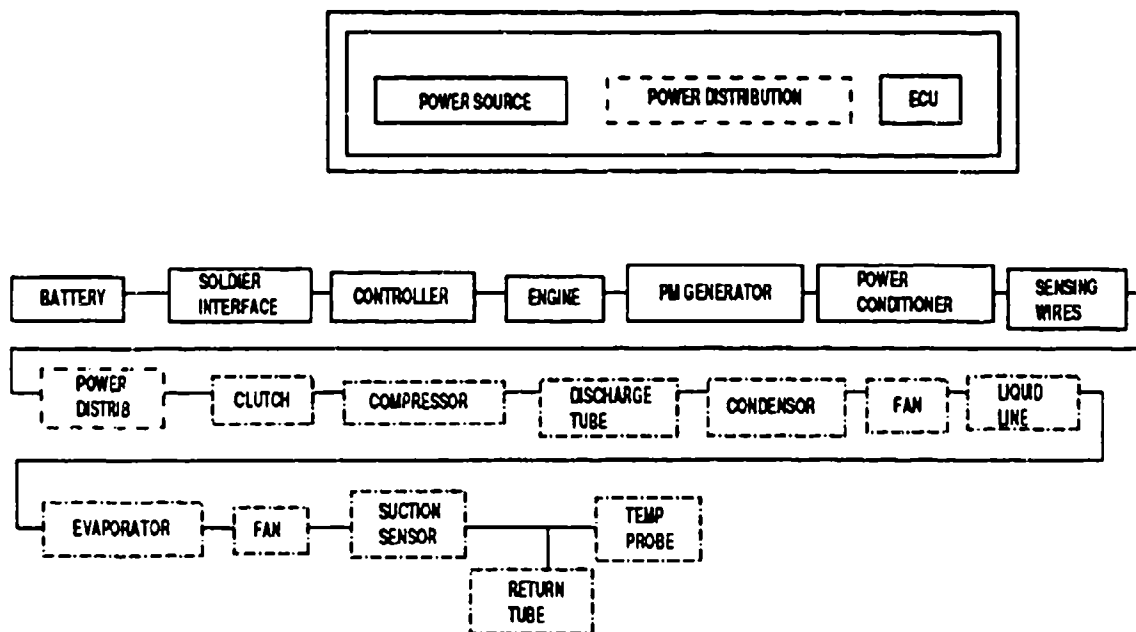 POWER SOURCE
POWER DISTRIBUTION
ECU
BATTERY
SOLDIER
INTERFACE
CONTROLLER
ENGINE
PM GENERATOR
POWER
CONDITIONER
SENSING
WIRES
POWER
DISTRIB
CLUTCH
COMPRESSOR
DISCHARGE
TUBE
CONDENSOR
FAN
LIQUID
LINE
EVAPORATOR
FAN
SUCTION
SENSOR
TEMP
PROBE
RETURN
TUBE